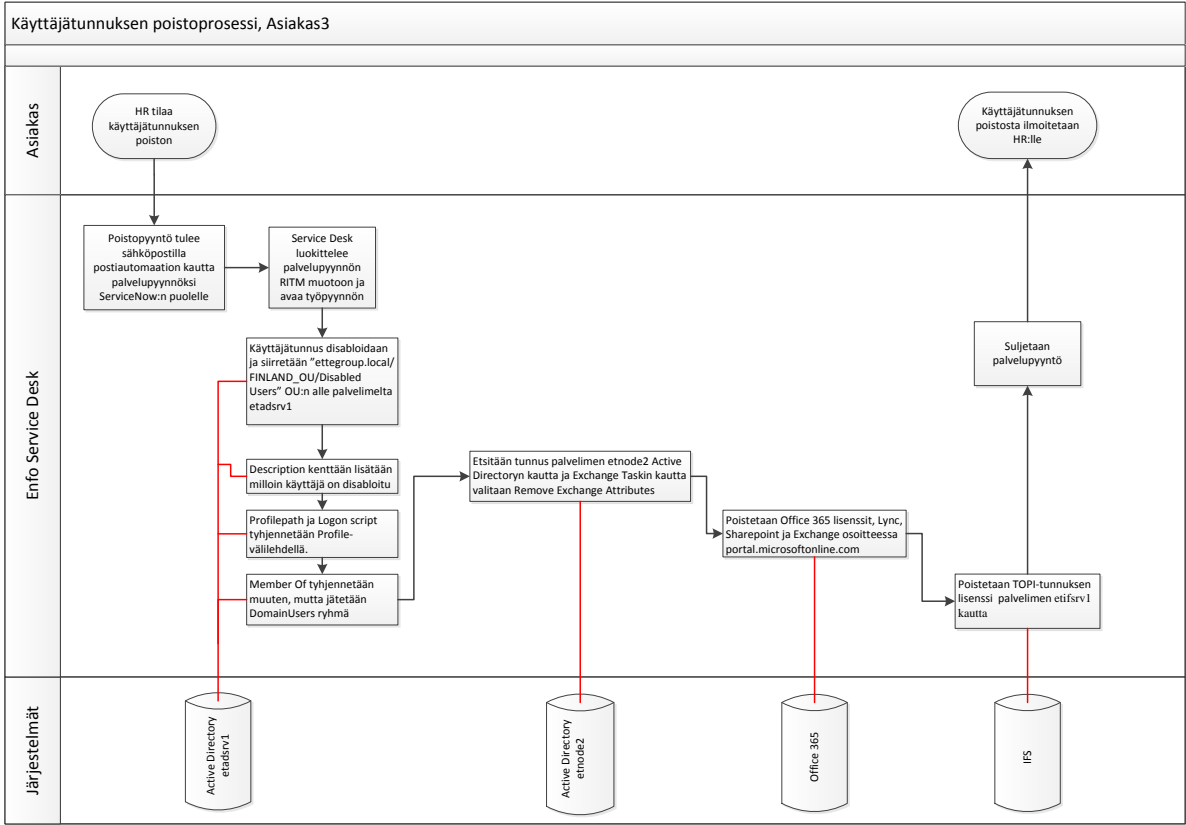 Käyttäjätunnuksen poistoprosessi, Asiakas3
Asiakas
HR tilaa
käyttäjätunnuksen
poiston
Käyttäjätunnuksen
poistosta ilmoitetaan
HR:lle
Enfo Service Desk
Poistopyyntö tulee
sähköpostilla
postiautomaation kautta
palvelupyynnöksi
ServiceNow:n puolelle
Service Desk
luokittelee
palvelupyynnön
RITM muotoon ja
avaa työpyynnön
Käyttäjätunnus disabloidaan
ja siirretään ”ettegroup.local/
FINLAND_OU/Disabled
Users” OU:n alle palvelimelta
etadsrv1
Description kenttään lisätään
milloin käyttäjä on disabloitu
Profilepath ja Logon script
tyhjennetään Profile-
välilehdellä.
Member Of tyhjennetään
muuten, mutta jätetään
DomainUsers ryhmä
Etsitään tunnus palvelimen etnode2 Active
Directoryn kautta ja Exchange Taskin kautta
valitaan Remove Exchange Attributes
Poistetaan Office 365 lisenssit, Lync,
Sharepoint ja Exchange osoitteessa
portal.microsoftonline.com
Poistetaan TOPI-tunnuksen
lisenssi palvelimen etifsrv1
kautta
Suljetaan
palvelupyyntö
Järjestelmät
Active Directory
etadsrv1
Active Directory
etnode2
Office 365
IFS